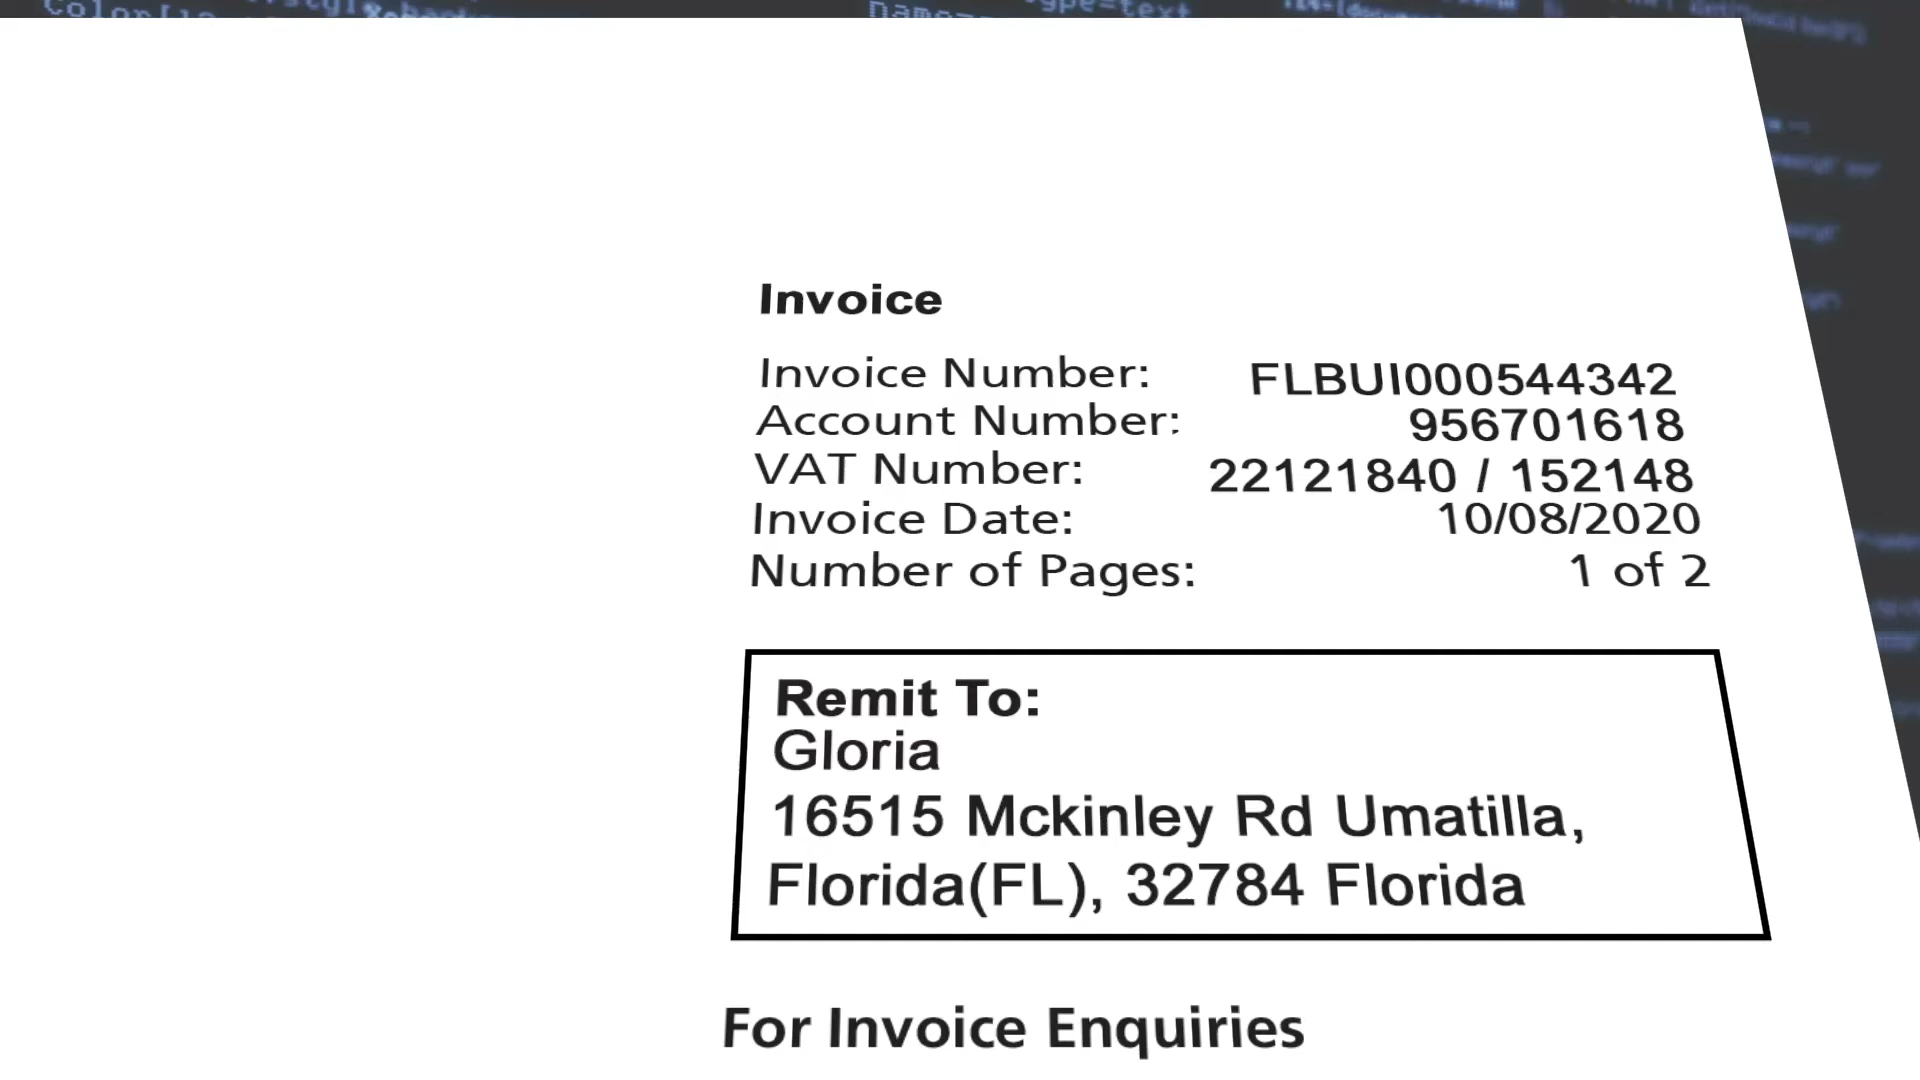 Invoice
Invoice Number: FLBUI000544342
Account Number: 956701618
VAT Number: 22121840 / 152148
Invoice Date: 10/08/2020
Number of Pages: 1 of 2
Remit To:
Gloria
16515 Mckinley Rd Umatilla,
Florida(FL), 32784 Florida
For Invoice Enquiries